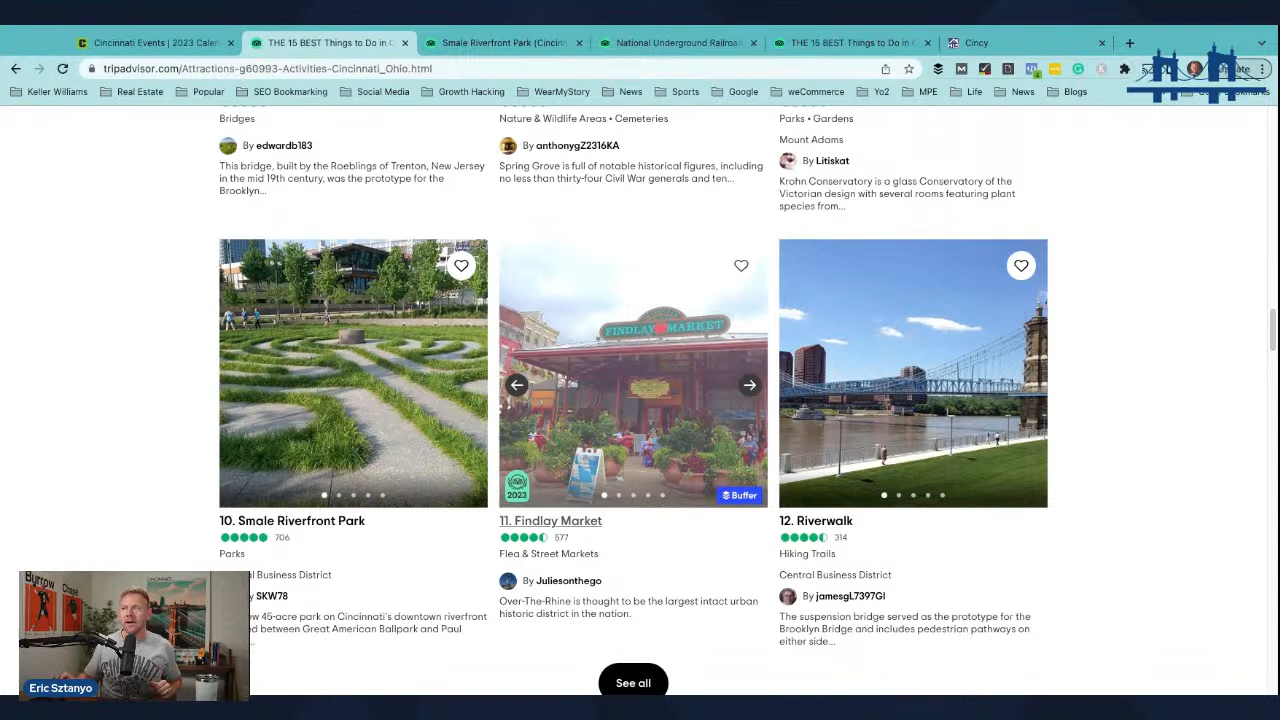 Cincinnati Events | 2023 Calen
THE 15 BEST Things to Do in C
Smale Riverfront Park (Cincin
National Underground Railroa
THE 15 BEST Things to Do in C
Cincy
tripadvisor.com/Attractions-g60993-Activities-Cincinnati_Ohio.html
Keller Williams
Real Estate
Popular
SEO Bookmarking
Social Media
Growth Hacking
WearMyStory
News
Sports
Google
weCommerce
Yo2
MPE
Life
News
Blogs
Bridges
By edwardb183
This bridge, built by the Roeblings of Trenton, New Jersey
in the mid 19th century, was the prototype for the
Brooklyn...
Nature & Wildlife Areas • Cemeteries
By anthonygZ2316KA
Spring Grove is full of notable historical figures, including
no less than thirty-four Civil War generals and ten...
Parks • Gardens
Mount Adams
By Litiskat
Krohn Conservatory is a glass Conservatory of the
Victorian design with several rooms featuring plant
species from...
FINDLAY MARKET
2023
Buffer
10. Smale Riverfront Park
706
Parks
al Business District
SKW78
ew 45-acre park on Cincinnati's downtown riverfront
ed between Great American Ballpark and Paul
11. Findlay Market
577
Flea & Street Markets
By Juliesonthego
Over-The-Rhine is thought to be the largest intact urban
historic district in the nation.
12. Riverwalk
314
Hiking Trails
Central Business District
By jamesgL7397GI
The suspension bridge served as the prototype for the
Brooklyn Bridge and includes pedestrian pathways on
either side...
See all
Burrow
Chase
CINCINNATI
Eric Sztanyo